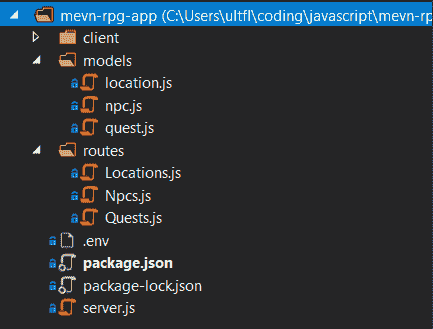 mevn-rpg-app (C:\Users\ultfl\coding\javascript\mevn-rp
client
models
location.js
npc.js
quest.js
routes
Locations.js
Npcs.js
Quests.js
.env
package.json
package-lock.json
server.js